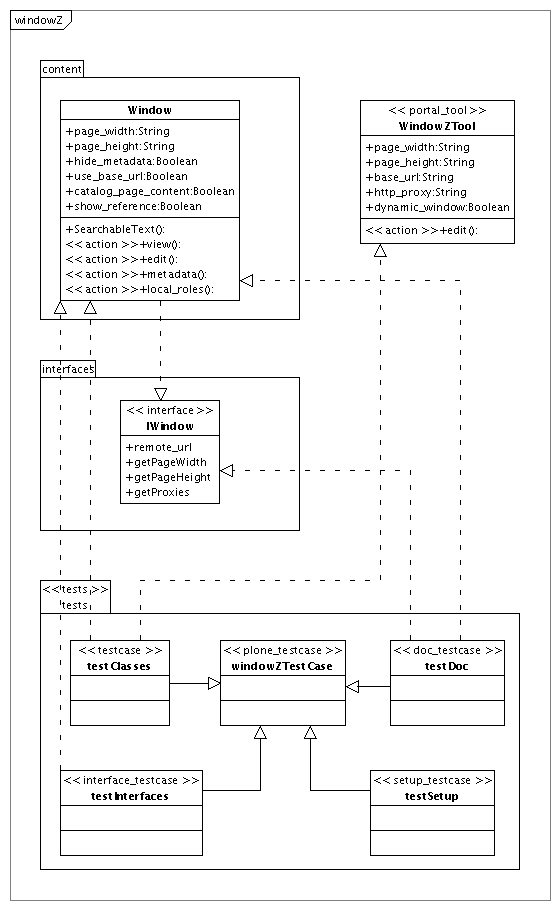 windowZ
content
Window
+page_width:String
+page_height:String
+hide_metadata:Boolean
+use_base_url:Boolean
+catalog_page_content:Boolean
+show_reference:Boolean
+SearchableText():
<< action >>+view():
<< action >>+edit():
<< action >>+metadata():
<< action >>+local_roles():
<< portal_tool >>
WindowZTool
+page_width:String
+page_height:String
+base_url:String
+http_proxy:String
+dynamic_window:Boolean
<< action >>+edit():
interfaces
<< interface >>
IWindow
+remote_url
+getPageWidth
+getPageHeight
+getProxies
<<tests >>
tests
<< testcase >>
testClasses
<< plone_testcase >>
windowZTestCase
<< doc_testcase >>
testDoc
<< interface_testcase >>
testInterfaces
<< setup_testcase >>
testSetup